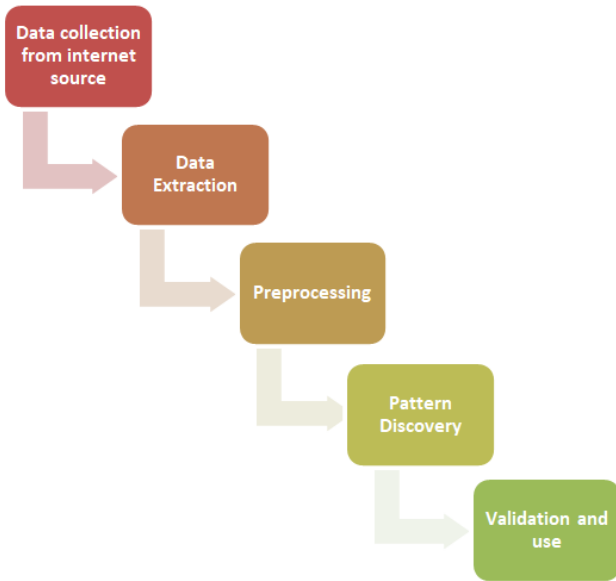 Data collection
from internet
source
Data
Extraction
Preprocessing
Pattern
Discovery
Validation and
use